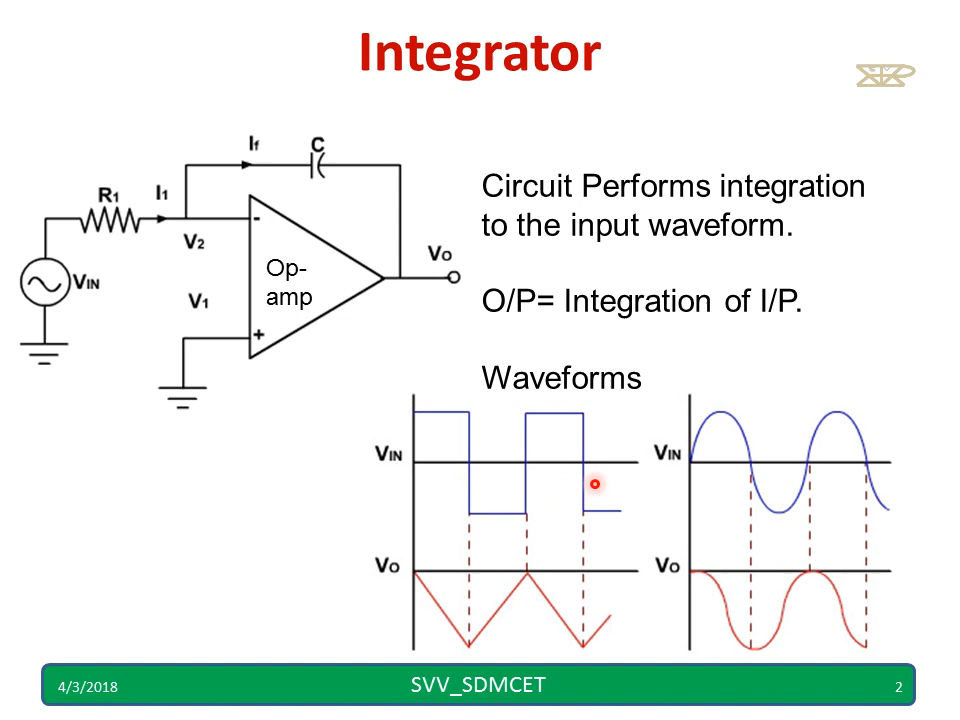 Integrator
If
C
R1
I1
V2
-
Op-
amp
VO
VIN
V1
+
Circuit Performs integration
to the input waveform.
O/P= Integration of I/P.
Waveforms
VIN
VIN
VO
VO
4/3/2018
SVV_SDMCET
2